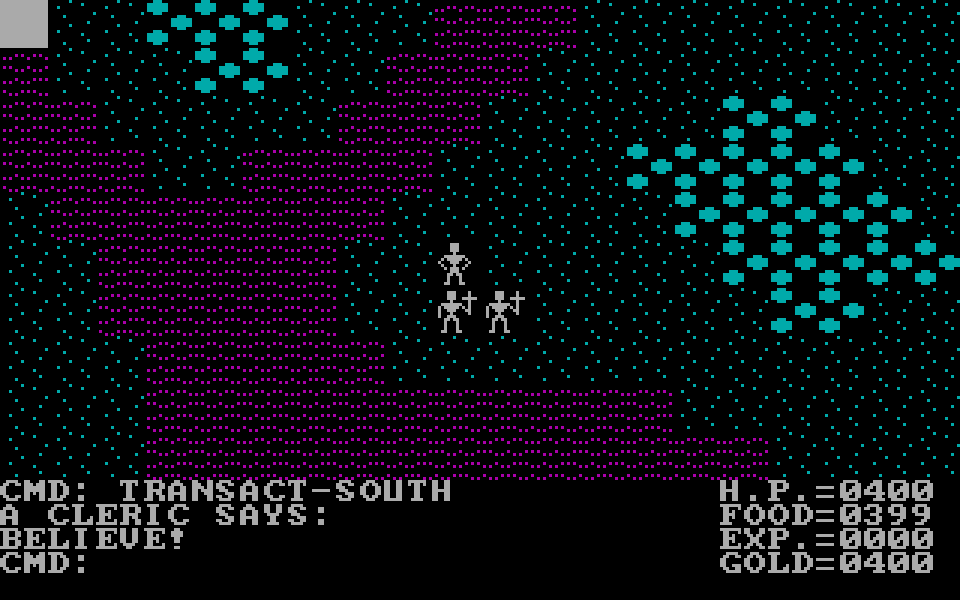 CMD: TRANSACT-SOUTH
A CLERIC SAYS:
BELIEVE!
CMD:
H.P.=0400
FOOD=0399
EXP.=0000
GOLD=0400